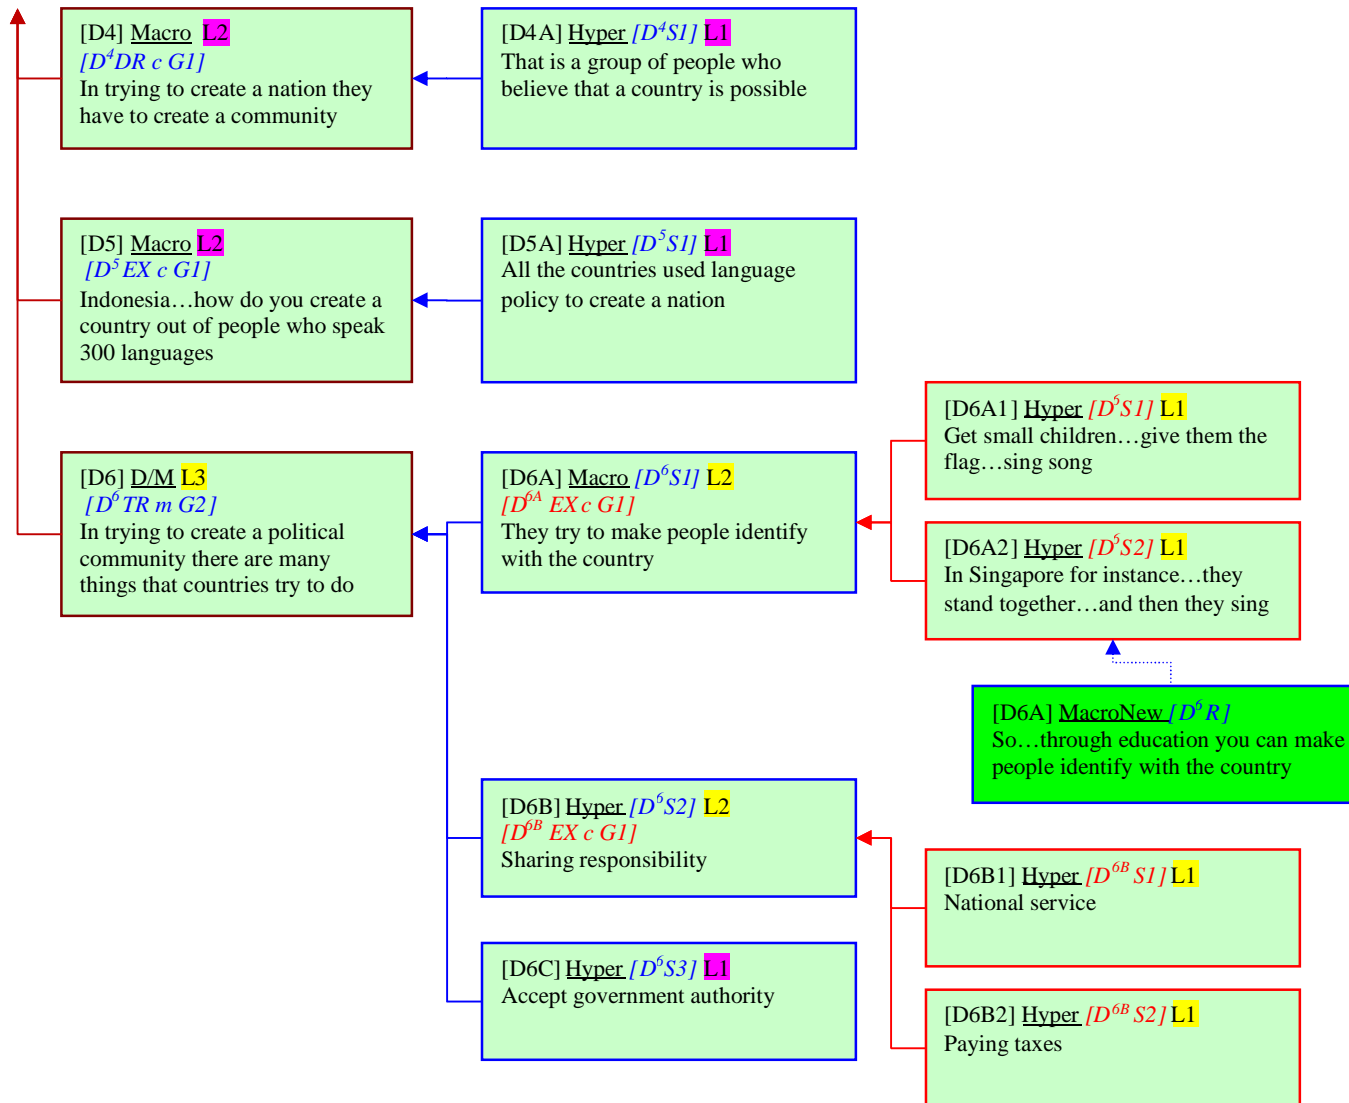 [D4] Macro L2
[D⁴DR c G1]
In trying to create a nation they
have to create a community
[D4A] Hyper [D⁴S1] L1
That is a group of people who
believe that a country is possible
[D5] Macro L2
[D⁵ EX c G1]
Indonesia…how do you create a
country out of people who speak
300 languages
[D5A] Hyper [D⁵S1] L1
All the countries used language
policy to create a nation
[D6] D/M L3
[D⁶ TR m G2]
In trying to create a political
community there are many
things that countries try to do
[D6A] Macro [D⁶S1] L2
[D⁶ᴬ EX c G1]
They try to make people identify
with the country
[D6A1] Hyper [D⁶S1] L1
Get small children…give them the
flag…sing song
[D6A2] Hyper [D⁶S2] L1
In Singapore for instance…they
stand together…and then they sing
[D6A] MacroNew [D⁶R]
So…through education you can make
people identify with the country
[D6B] Hyper [D⁶S2] L2
[D⁶ᴮ EX c G1]
Sharing responsibility
[D6B1] Hyper [D⁶ᴮ S1] L1
National service
[D6C] Hyper [D⁶S3] L1
Accept government authority
[D6B2] Hyper [D⁶ᴮ S2] L1
Paying taxes